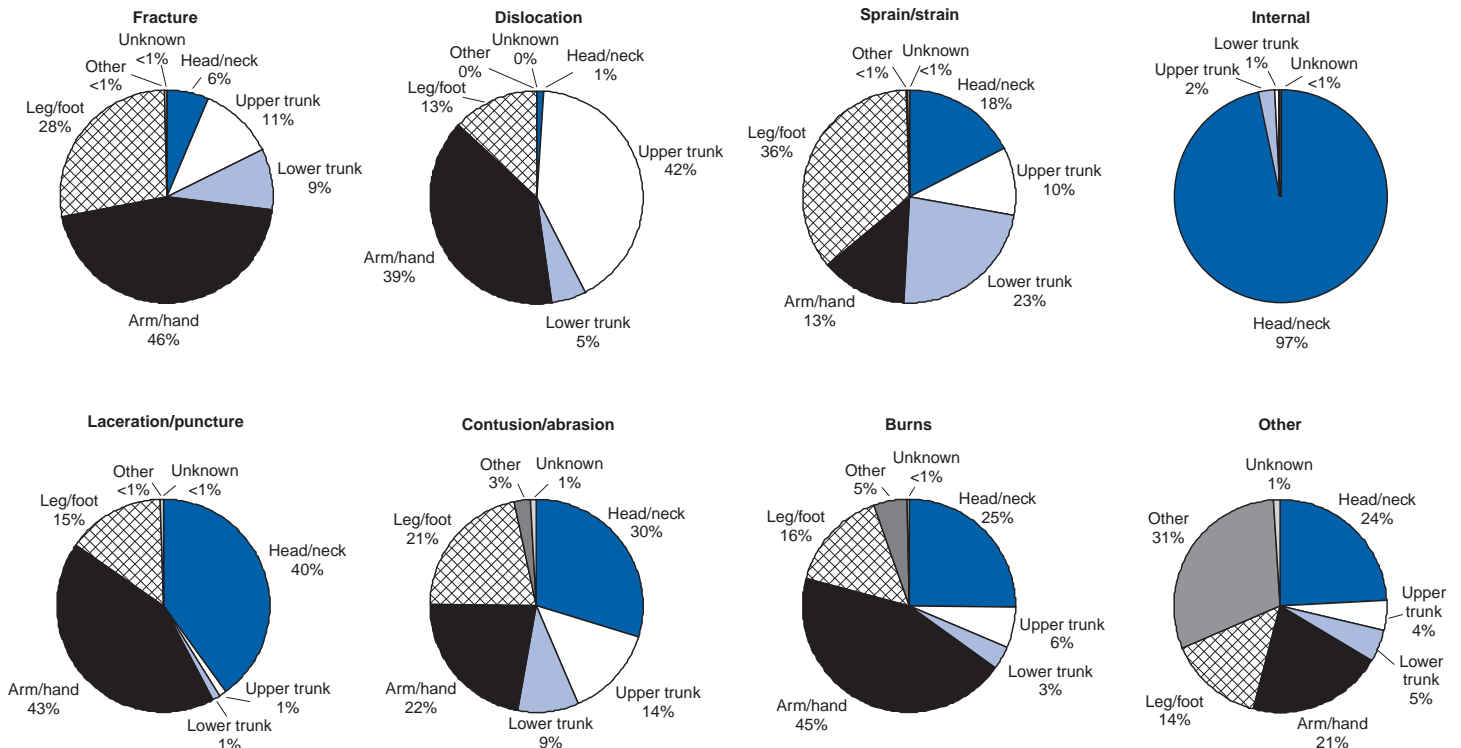 Fracture
Unknown
<1%
Other
<1%
Head/neck
6%
Upper trunk
11%
Lower trunk
9%
Arm/hand
46%
Leg/foot
28%
Dislocation
Unknown
0%
Other
0%
Head/neck
1%
Upper trunk
42%
Lower trunk
5%
Arm/hand
39%
Leg/foot
13%
Sprain/strain
Other
<1%
Unknown
<1%
Head/neck
18%
Upper trunk
10%
Lower trunk
23%
Arm/hand
13%
Leg/foot
36%
Internal
Lower trunk
1%
Upper trunk
2%
Unknown
<1%
Head/neck
97%
Laceration/puncture
Other
<1%
Unknown
<1%
Head/neck
40%
Upper trunk
1%
Lower trunk
1%
Arm/hand
43%
Leg/foot
15%
Contusion/abrasion
Other
3%
Unknown
1%
Head/neck
30%
Upper trunk
14%
Lower trunk
9%
Arm/hand
22%
Leg/foot
21%
Burns
Other
5%
Unknown
<1%
Head/neck
25%
Upper trunk
6%
Lower trunk
3%
Arm/hand
45%
Leg/foot
16%
Other
Unknown
1%
Head/neck
24%
Upper
trunk
4%
Lower
trunk
5%
Arm/hand
21%
Leg/foot
14%
Other
31%